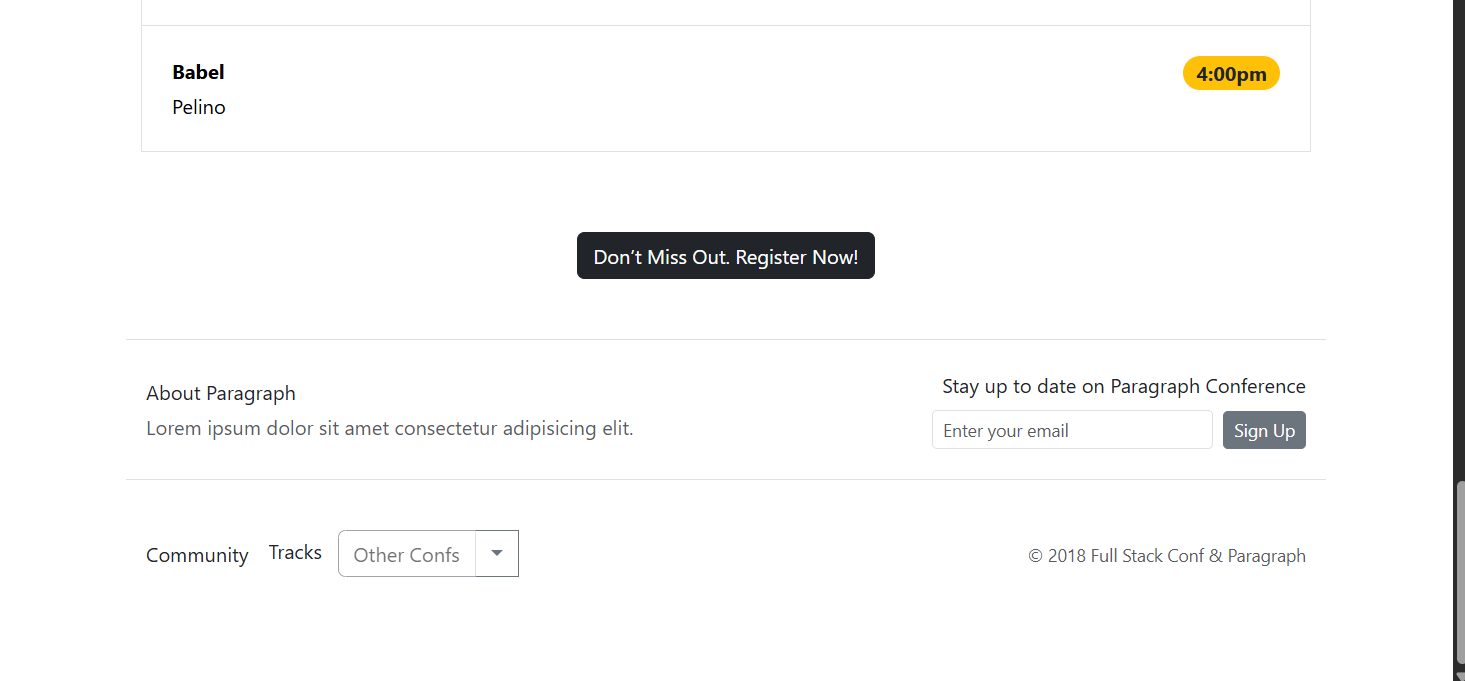 Babel
4:00pm
Pelino
Don’t Miss Out. Register Now!
About Paragraph
Lorem ipsum dolor sit amet consectetur adipisicing elit.
Stay up to date on Paragraph Conference
Enter your email
Sign Up
Community
Tracks
Other Confs
© 2018 Full Stack Conf & Paragraph